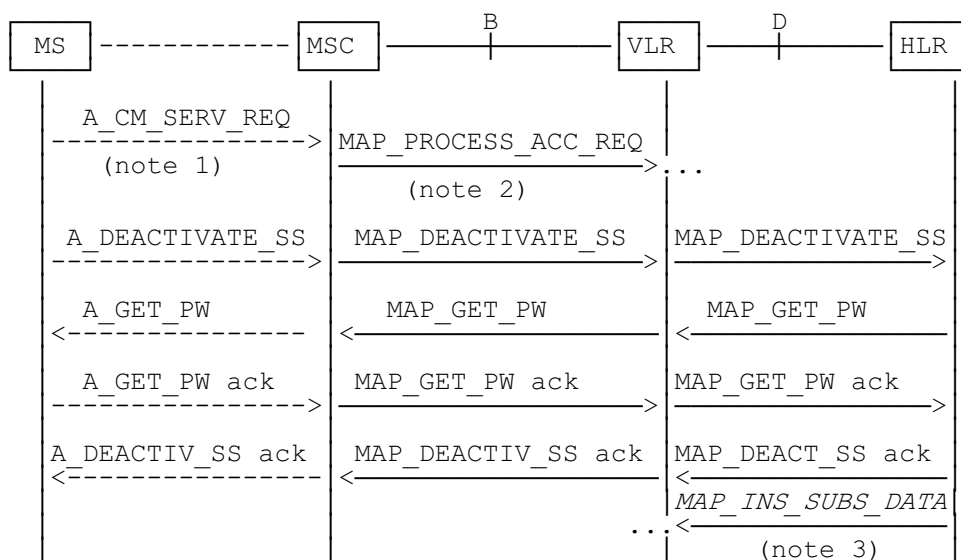 B D
MS MSC VLR HLR
A_CM_SERV_REQ
MAP_PROCESS_ACC_REQ
(note 1) ...
(note 2)
A_DEACTIVATE_SS MAP_DEACTIVATE_SS MAP_DEACTIVATE_SS
A_GET_PW MAP_GET_PW MAP_GET_PW
A_GET_PW ack MAP_GET_PW ack MAP_GET_PW ack
A_DEACTIV_SS ack MAP_DEACTIV_SS ack MAP_DEACT_SS ack
MAP_INS_SUBS_DATA
...
(note 3)